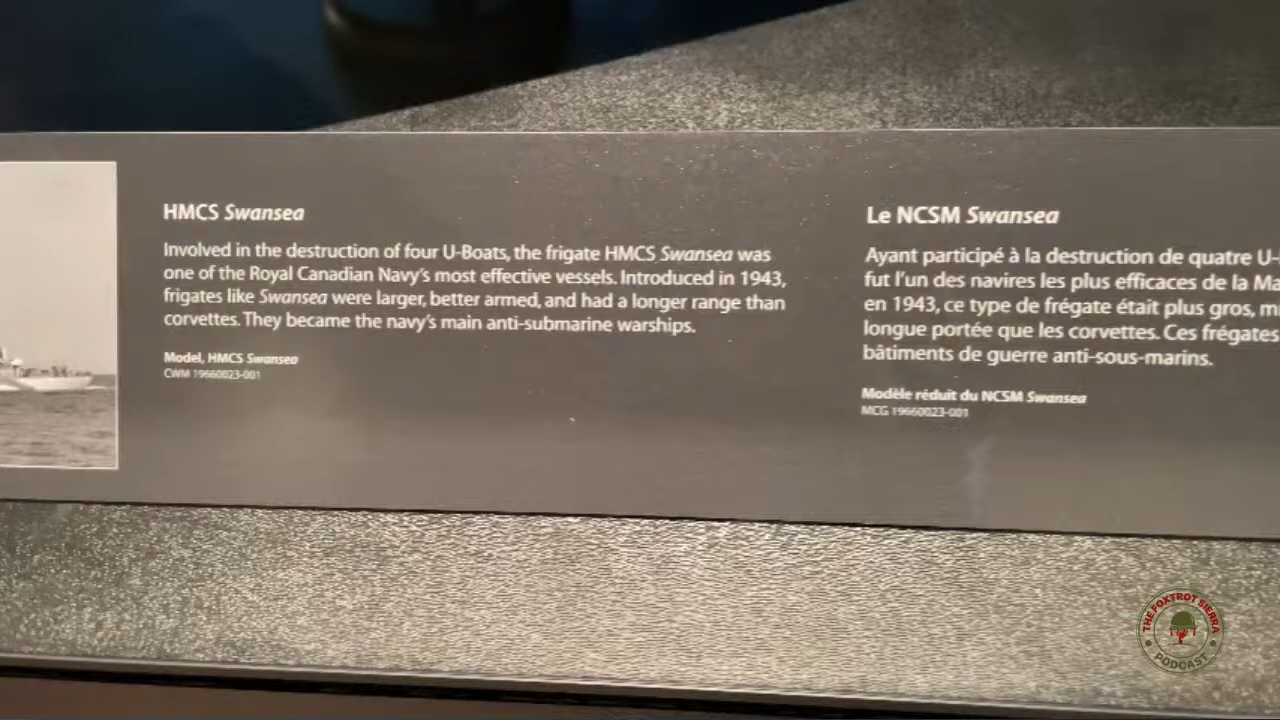 HMCS Swansea
Involved in the destruction of four U-Boats, the frigate HMCS Swansea was
one of the Royal Canadian Navy's most effective vessels. Introduced in 1943,
frigates like Swansea were larger, better armed, and had a longer range than
corvettes. They became the navy's main anti-submarine warships.
Model, HMCS Swansea
CWM 19660023-001
Le NCSM Swansea
Ayant participé à la destruction de quatre U-
fut l'un des navires les plus efficaces de la Ma
en 1943, ce type de frégate était plus gros, m
longue portée que les corvettes. Ces frégates
bâtiments de guerre anti-sous-marins.
Modèle réduit du NCSM Swansea
MCG 19660023-001
THE FOXTROT SIERRA
PODCAST